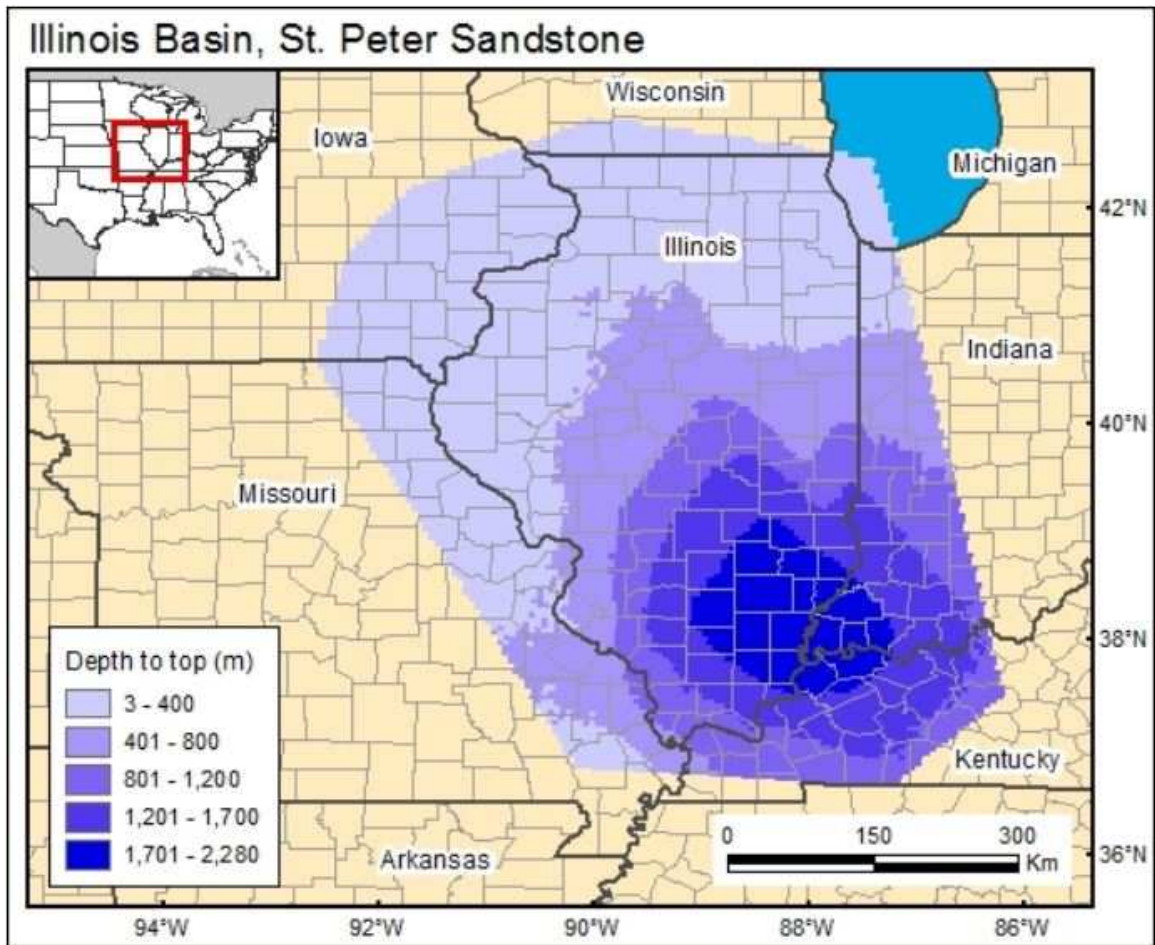 Illinois Basin, St. Peter Sandstone
Wisconsin
Iowa
Michigan
42°N
Illinois
Indiana
40°N
Missouri
38°N
Depth to top (m)
3 - 400
401 - 800
801 - 1,200
1,201 - 1,700
1,701 - 2,280
Kentucky
0 150 300
Km
Arkansas
36°N
94°W 92°W 90°W 88°W 86°W